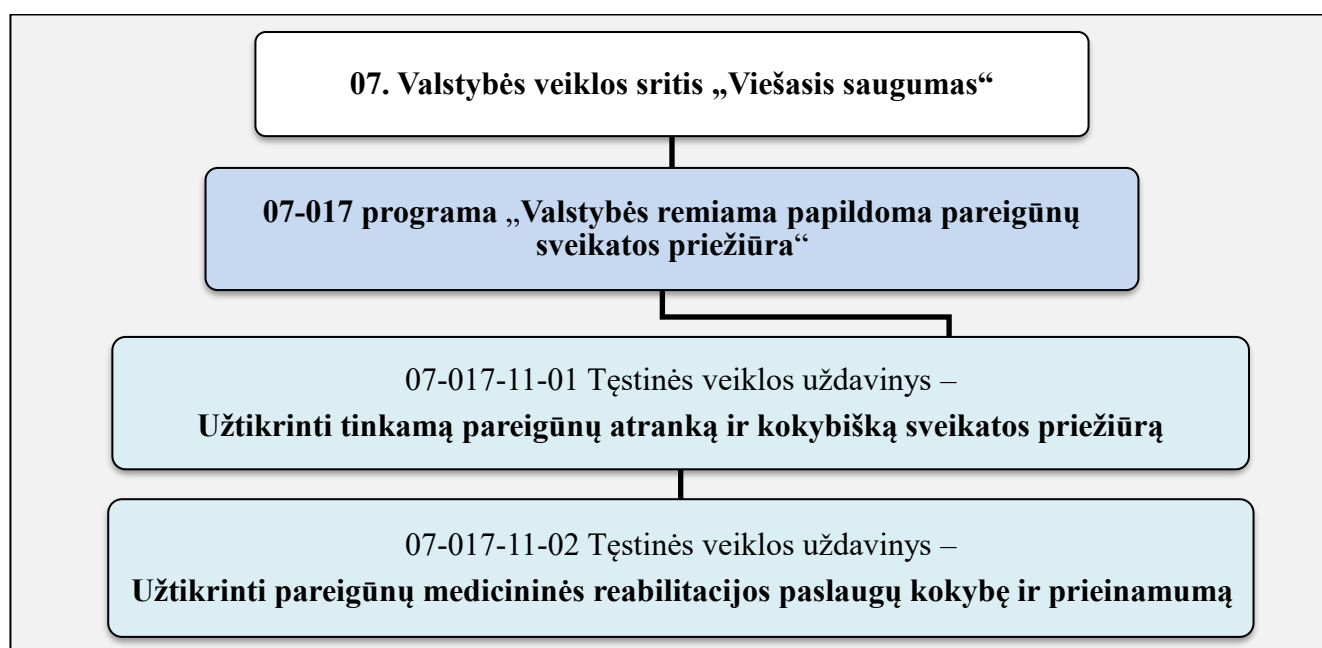 07. Valstybės veiklos sritis „Viešasis saugumas“
07-017 programa „Valstybės remiama papildoma pareigūnų
sveikatos priežiūra“
07-017-11-01 Tęstinės veiklos uždavinys –
Užtikrinti tinkamą pareigūnų atranką ir kokybišką sveikatos priežiūrą
07-017-11-02 Tęstinės veiklos uždavinys –
Užtikrinti pareigūnų medicininės reabilitacijos paslaugų kokybę ir prieinamumą